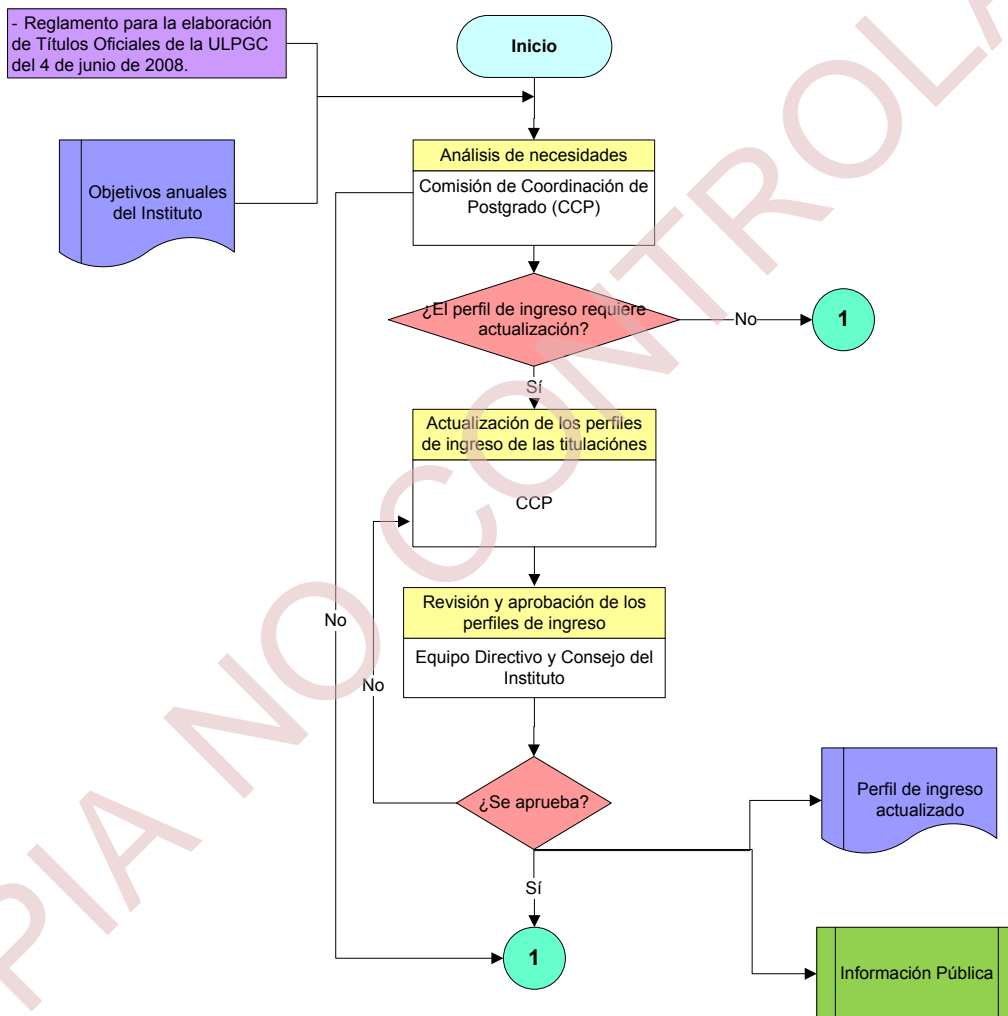 - Reglamento para la elaboración
de Títulos Oficiales de la ULPGC
del 4 de junio de 2008.
Inicio
Objetivos anuales
del Instituto
Análisis de necesidades
Comisión de Coordinación de
Postgrado (CCP)
¿El perfil de ingreso requiere
actualización?
No
1
Sí
Actualización de los perfiles
de ingreso de las titulaciónes
CCP
Revisión y aprobación de los
perfiles de ingreso
Equipo Directivo y Consejo del
Instituto
No
No
¿Se aprueba?
Perfil de ingreso
actualizado
Sí
1
Información Pública
PIA NO CONTROLA